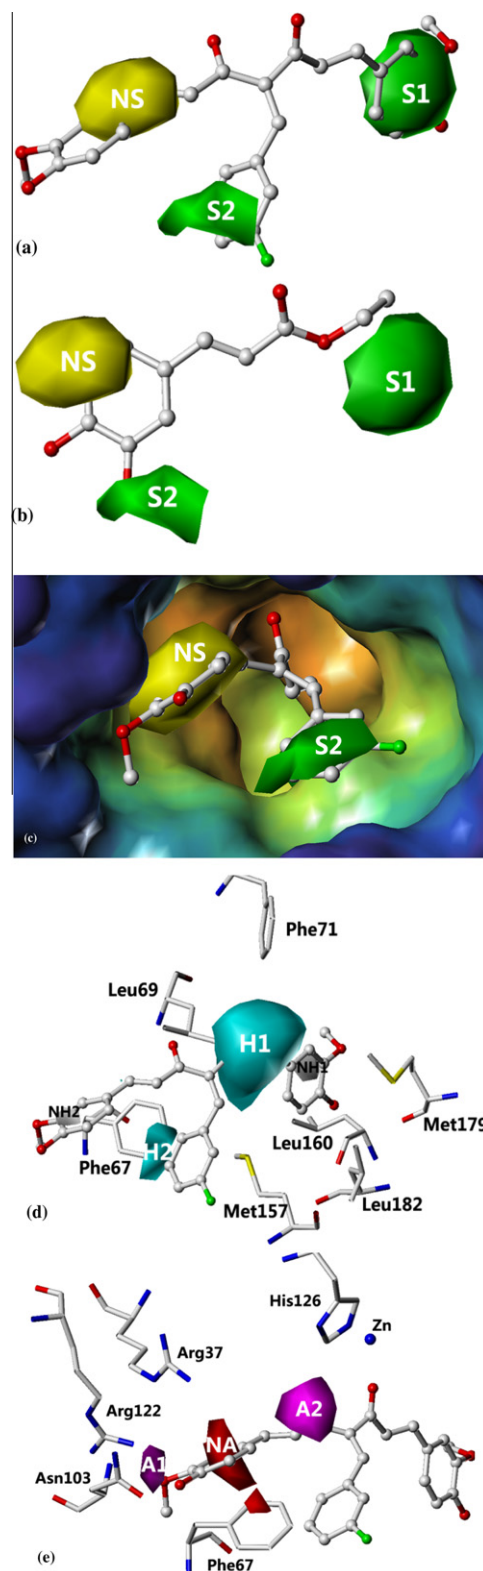 NS
S1
S2
(a)
NS
S1
S2
(b)
NS
S2
(c)
Phe71
Leu69
H1
NH1
NH2
Met179
Leu160
Phe67
H2
Leu182
Met157
(d)
His126
Zn
Arg37
Arg122
A2
NA
A1
Asn103
Phe67
(e)